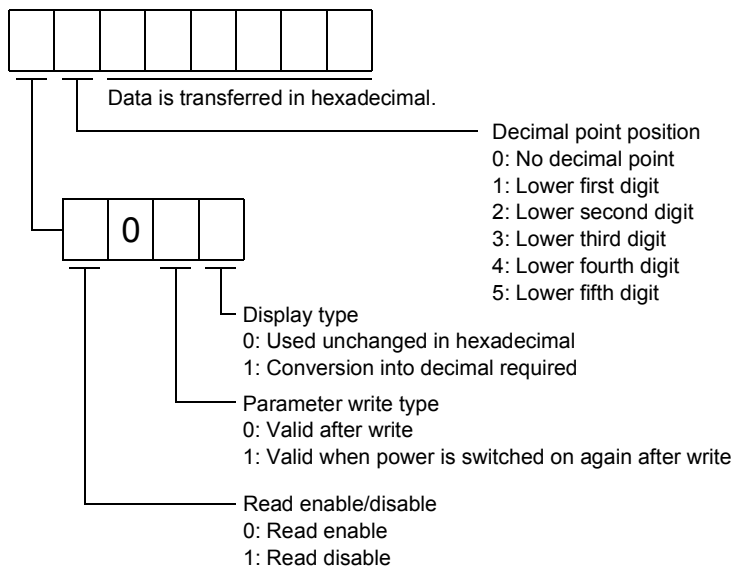 Data is transferred in hexadecimal.
Decimal point position
0: No decimal point
1: Lower first digit
2: Lower second digit
3: Lower third digit
4: Lower fourth digit
5: Lower fifth digit
0
Display type
0: Used unchanged in hexadecimal
1: Conversion into decimal required
Parameter write type
0: Valid after write
1: Valid when power is switched on again after write
Read enable/disable
0: Read enable
1: Read disable